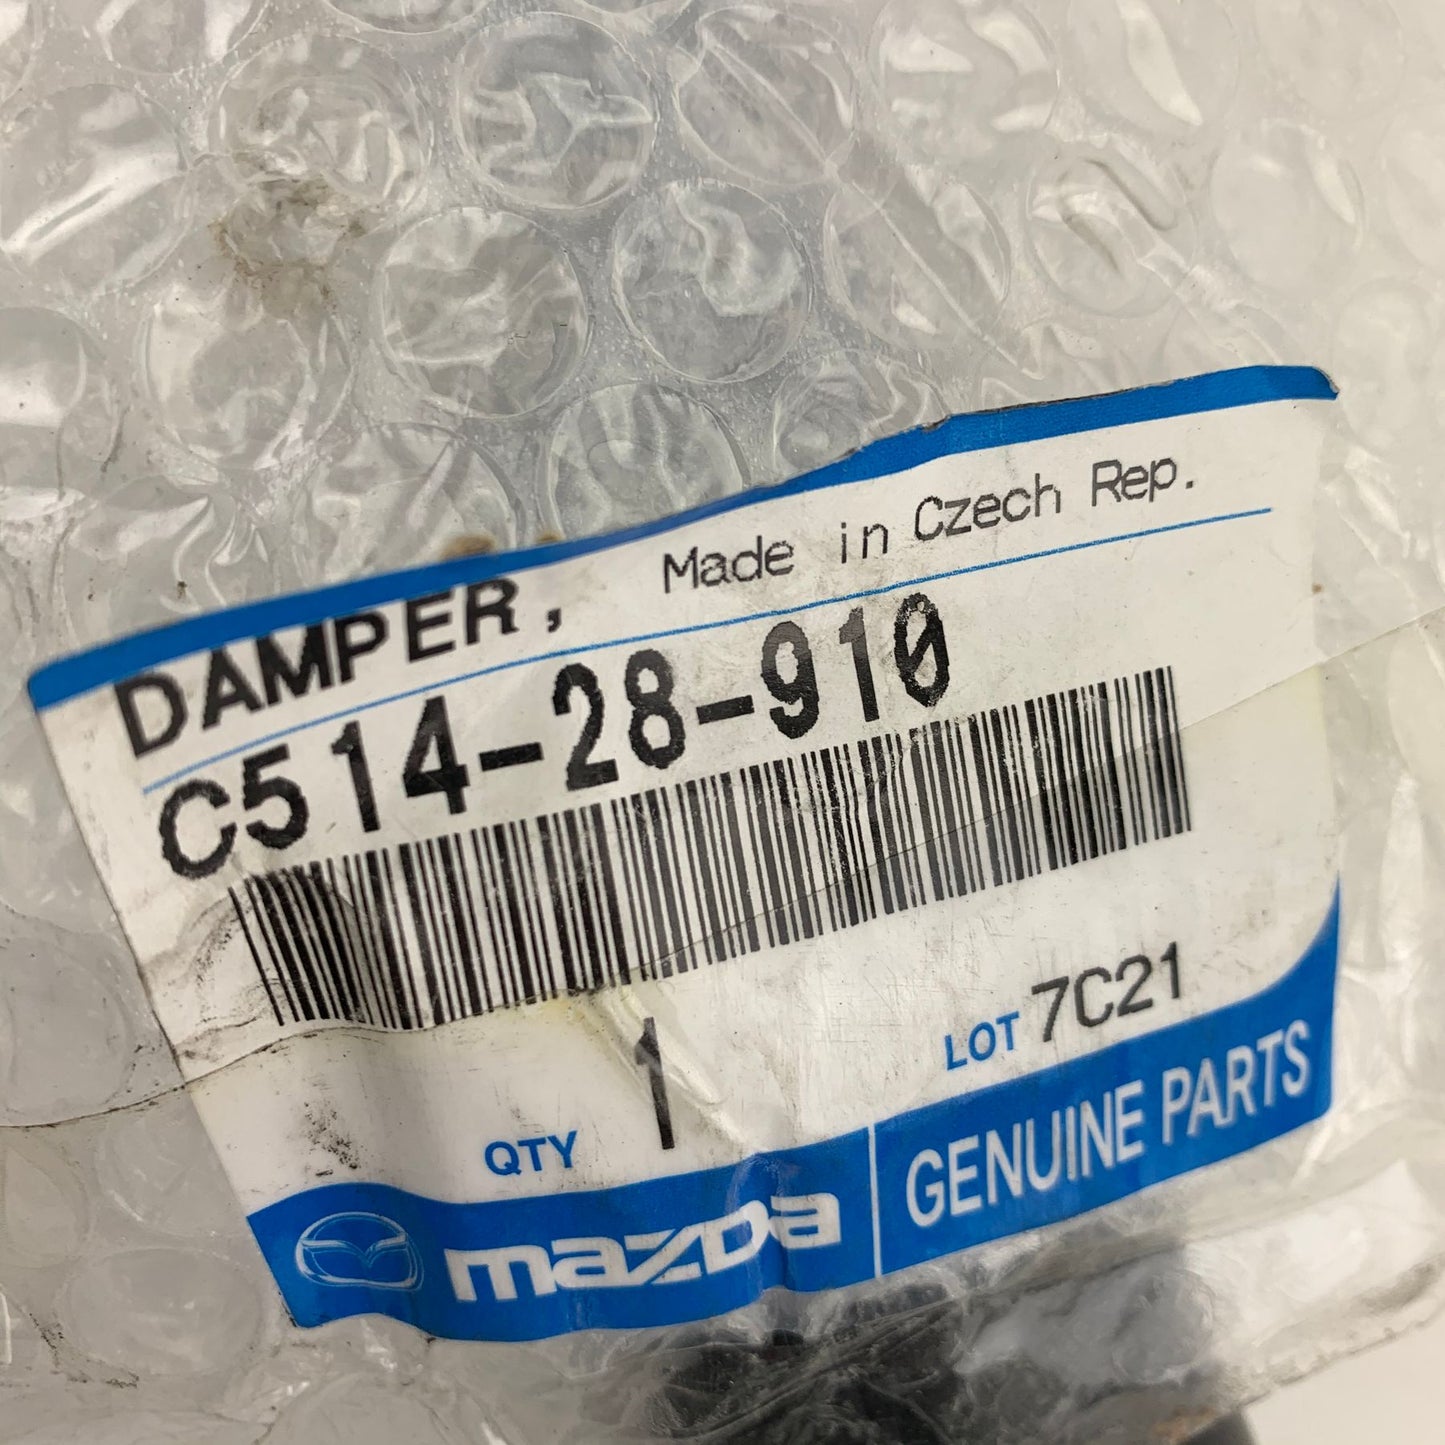 Made in Czech Rep.
DAMPER,
C514-28-910
QTY 1
LOT 7C21
mazda
GENUINE PARTS